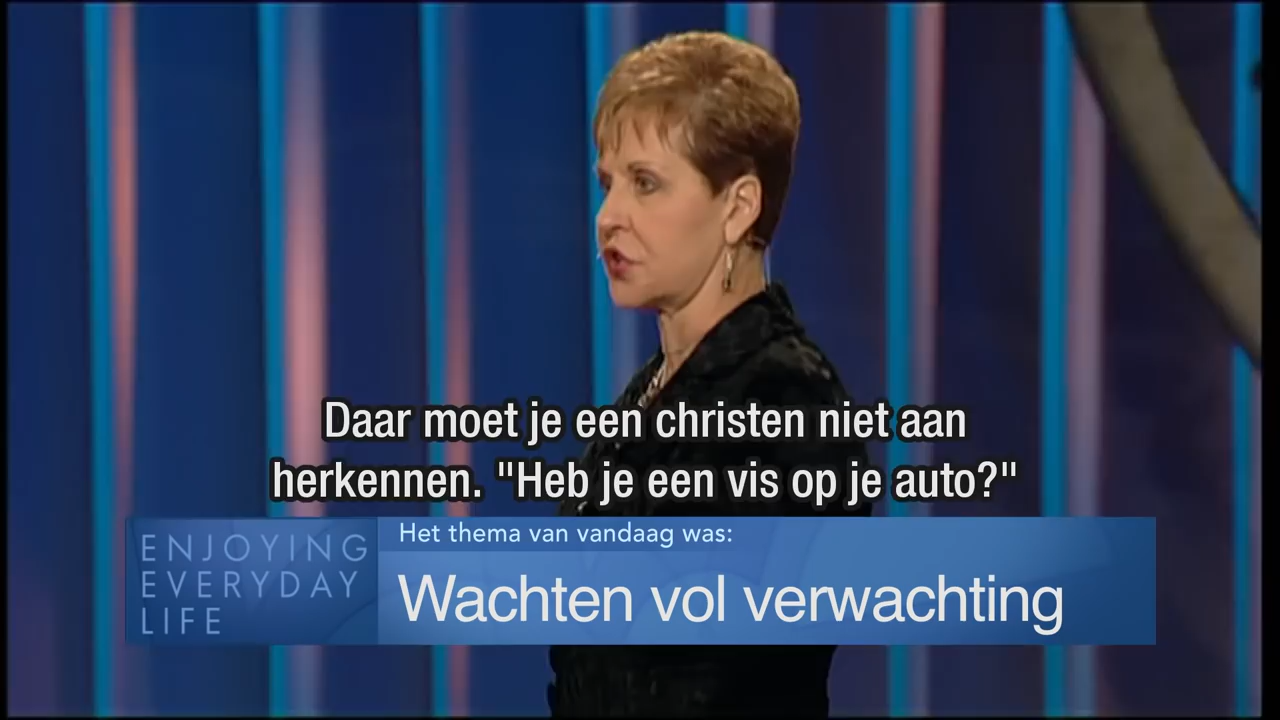 Daar moet je een christen niet aan
herkennen. "Heb je een vis op je auto?"
Het thema van vandaag was:
ENJOYING
EVERYDAY
LIFE
Wachten vol verwachting